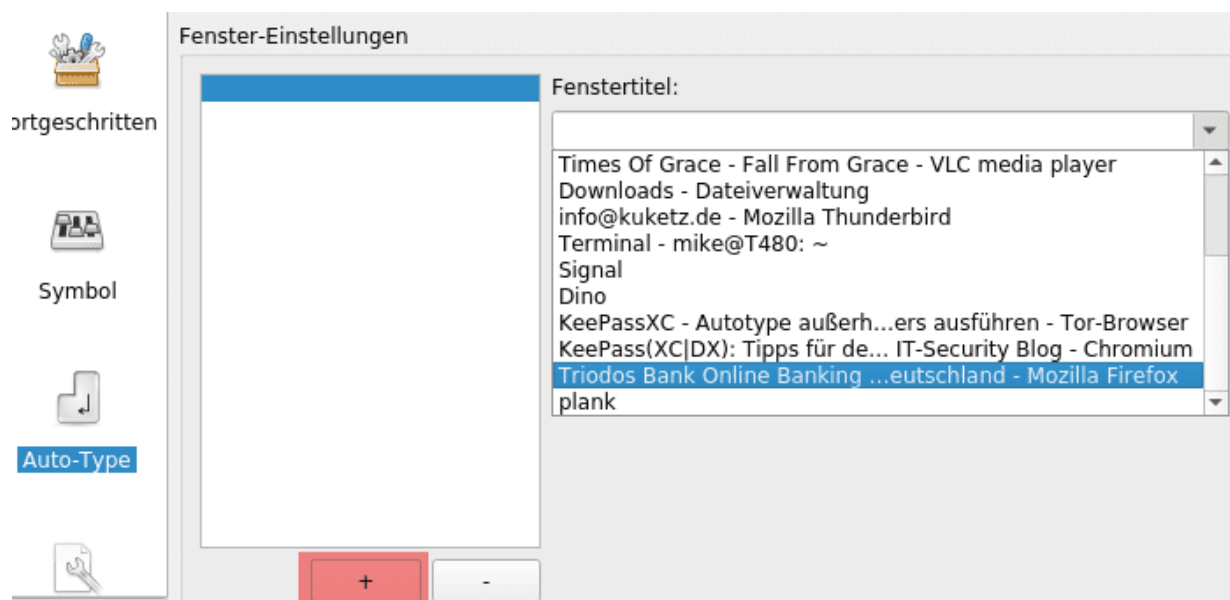 Fenster-Einstellungen
ortgeschritten
Symbol
Auto-Type
Fenstertitel:
Times Of Grace - Fall From Grace - VLC media player
Downloads - Dateiverwaltung
info@kuketz.de - Mozilla Thunderbird
Terminal - mike@T480: ~
Signal
Dino
KeePassXC - Autotype außerh...ers ausführen - Tor-Browser
KeePass(XC|DX): Tipps für de... IT-Security Blog - Chromium
Triodos Bank Online Banking ...eutschland - Mozilla Firefox
plank
+ -